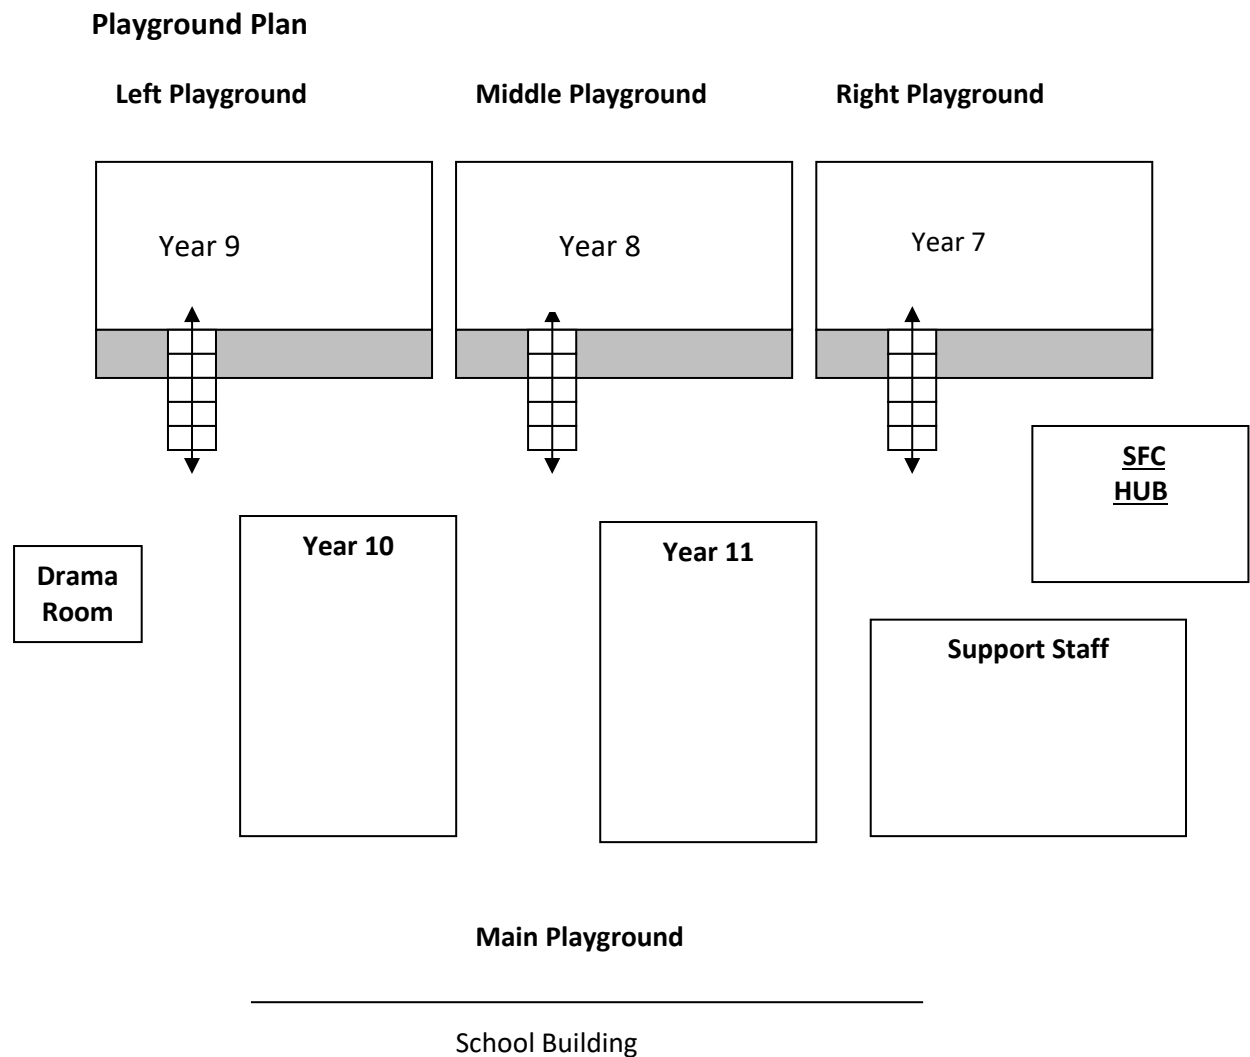 Playground Plan
Left Playground
Middle Playground
Right Playground
Year 9
Year 8
Year 7
SFC
HUB
Year 10
Year 11
Drama
Room
Support Staff
Main Playground
School Building